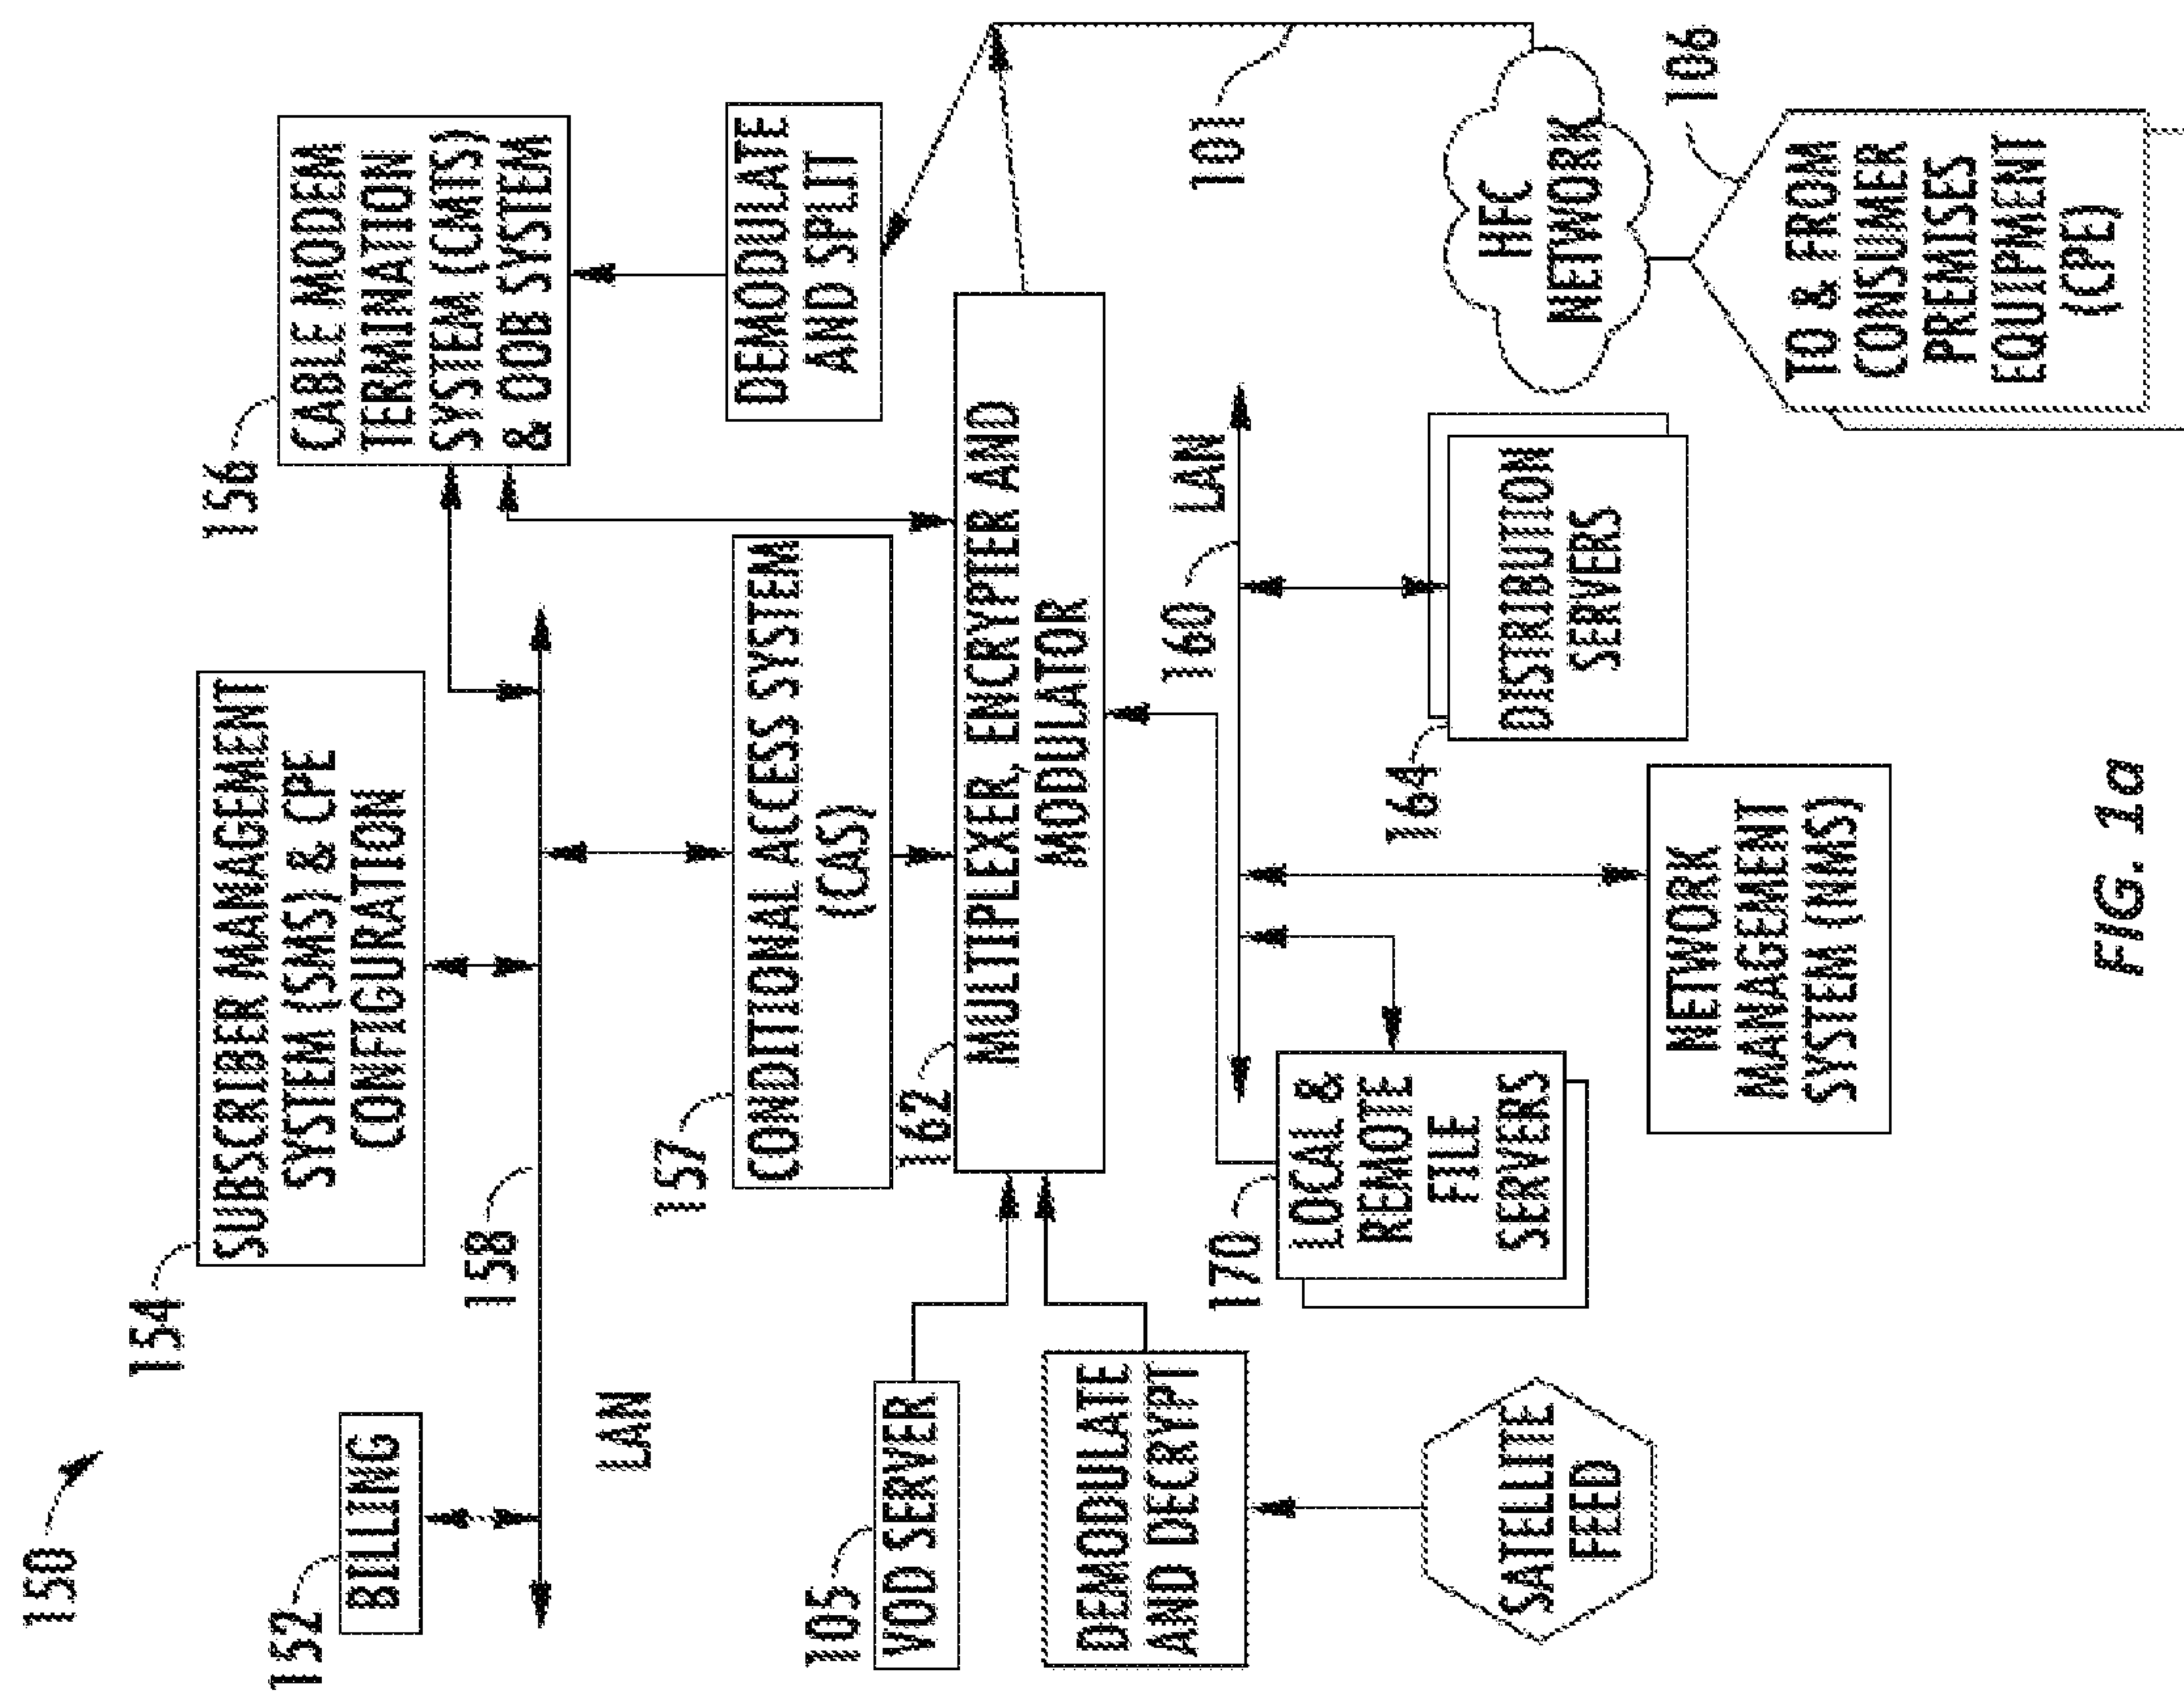 150
152
BILLING
154
SUBSCRIBER MANAGEMENT
SYSTEM (SMS) & CPE
CONFIGURATION
156
CABLE MODEM
TERMINATION
SYSTEM (CMTS)
& OOB SYSTEM
158
LAN
157
CONDITIONAL ACCESS SYSTEM
(CAS)
DEMODULATE
AND SPLIT
105
VOD SERVER
162
MULTIPLEXER, ENCRYPTER AND
MODULATOR
DEMODULATE
AND DECRYPT
160
LAN
101
170
LOCAL &
REMOTE
FILE
SERVERS
164
DISTRIBUTION
SERVERS
HFC
NETWORK
SATELLITE
FEED
NETWORK
MANAGEMENT
SYSTEM (NMS)
106
TO & FROM
CONSUMER
PREMISES
EQUIPMENT
(CPE)
FIG. 1a